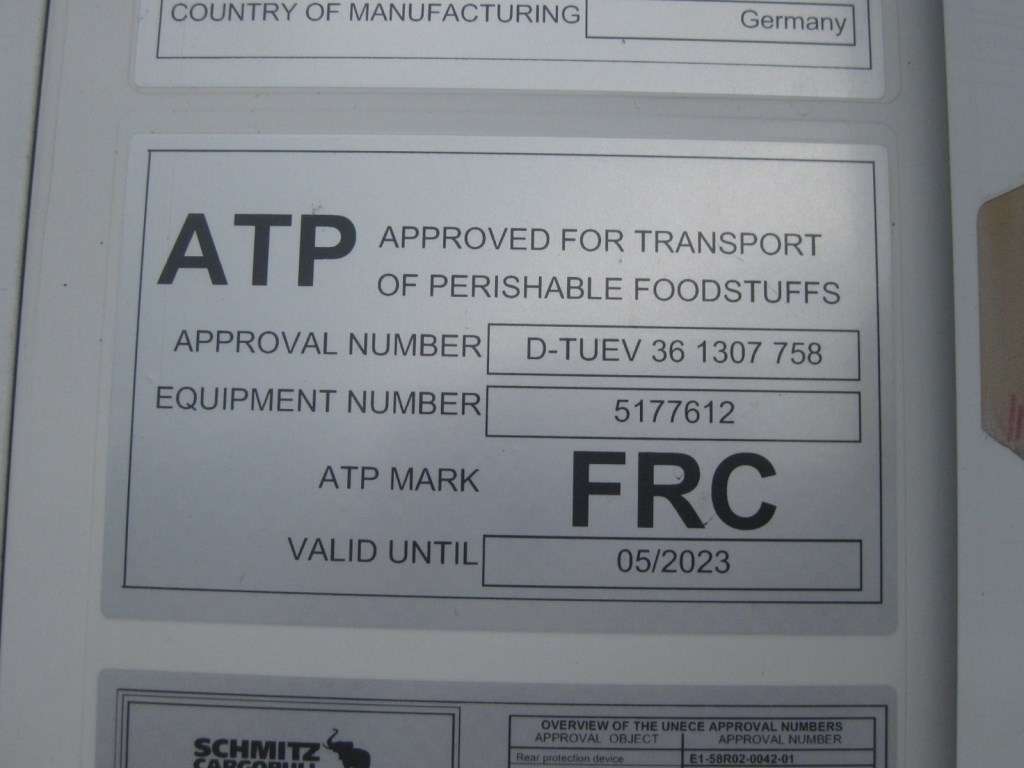 COUNTRY OF MANUFACTURING Germany
ATP APPROVED FOR TRANSPORT
OF PERISHABLE FOODSTUFFS
APPROVAL NUMBER D-TUEV 36 1307 758
EQUIPMENT NUMBER 5177612
ATP MARK FRC
VALID UNTIL 05/2023
SCHMITZ
CARGOBULL
OVERVIEW OF THE UNECE APPROVAL NUMBERS
APPROVAL OBJECT APPROVAL NUMBER
Rear protection device E1-58R02-0042-01